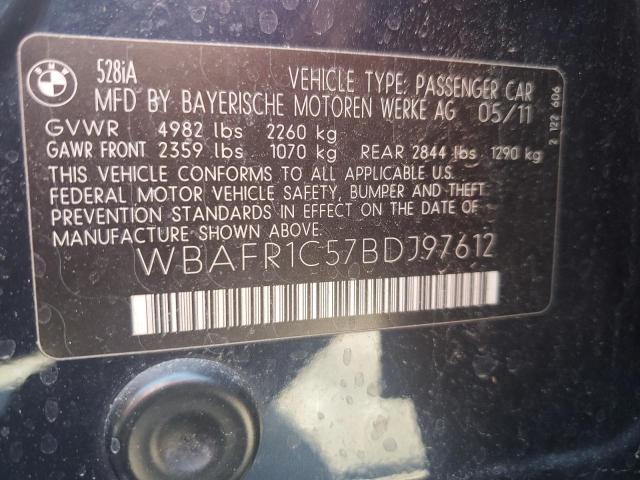 BMW
528iA VEHICLE TYPE: PASSENGER CAR
MFD BY BAYERISCHE MOTOREN WERKE AG 05/11
GVWR 4982 lbs 2260 kg
GAWR FRONT 2359 lbs 1070 kg REAR 2844 lbs 1290 kg
THIS VEHICLE CONFORMS TO ALL APPLICABLE U.S.
FEDERAL MOTOR VEHICLE SAFETY, BUMPER AND THEFT
PREVENTION STANDARDS IN EFFECT ON THE DATE OF
MANUFACTURE SHOWN ABOVE.
WBAFR1C57BDJ97612
2 122 606